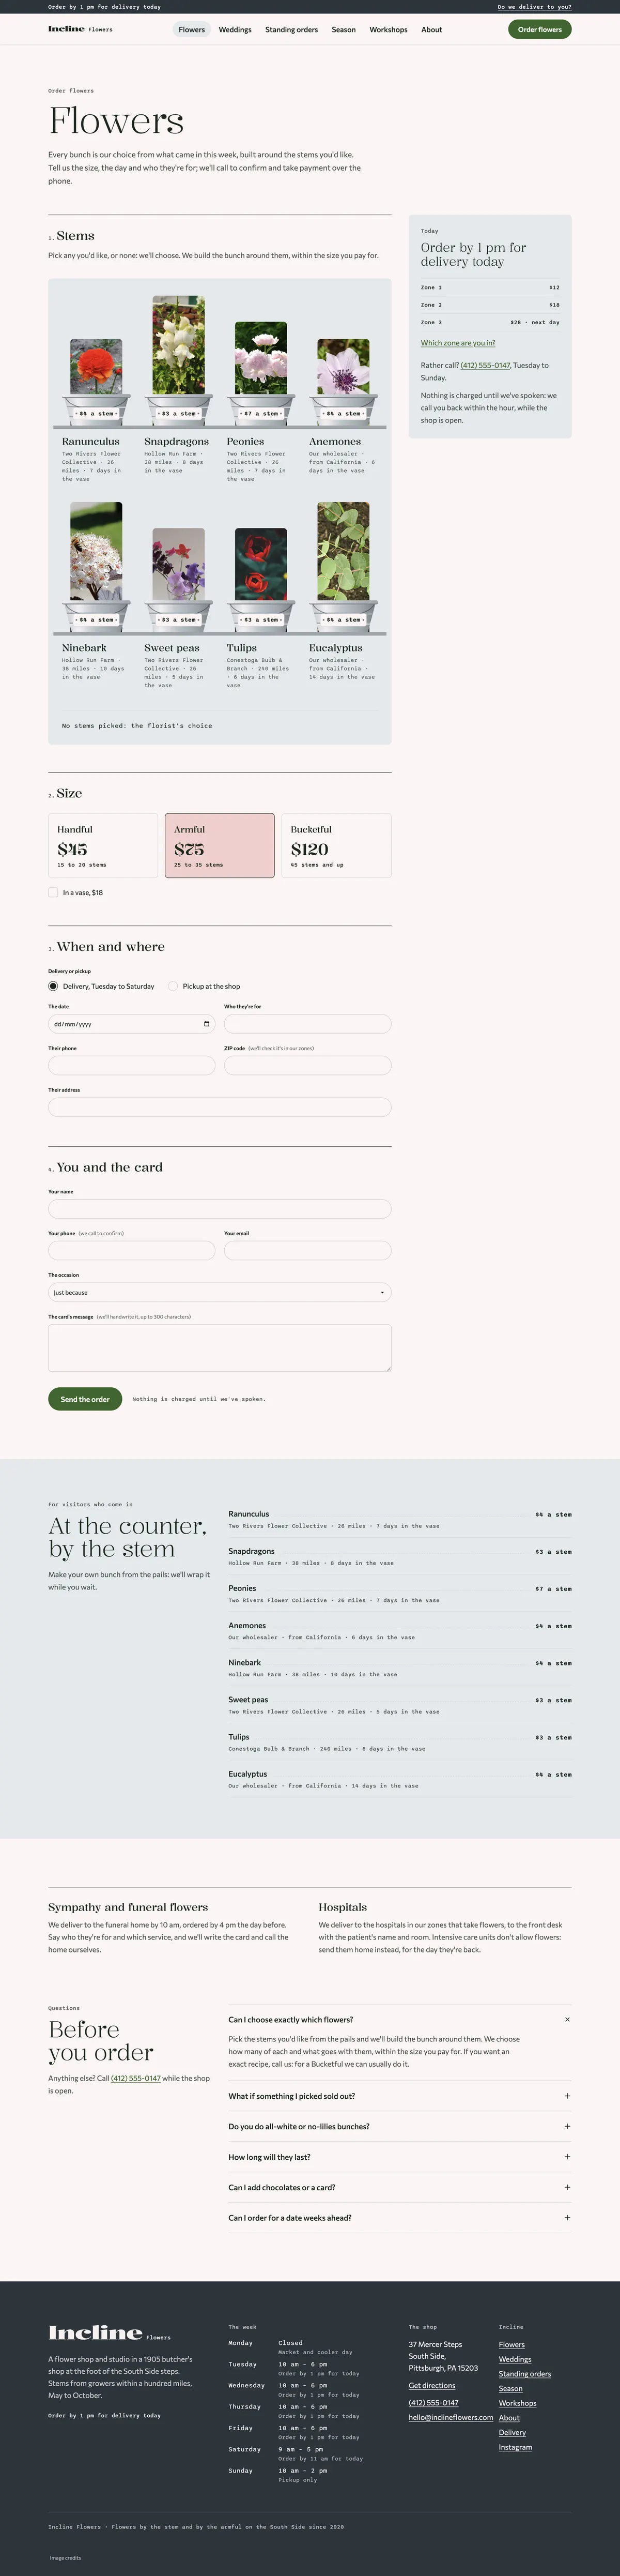 Order by 1 pm for delivery today
Do we deliver to you?
Incline Flowers
Flowers
Weddings
Standing orders
Season
Workshops
About
Order flowers
Order flowers
Flowers
Every bunch is our choice from what came in this week, built around the stems you'd like.
Tell us the size, the day and who they're for; we'll call to confirm and take payment over the
phone.
1. Stems
Pick any you'd like, or none: we'll choose. We build the bunch around them, within the size you pay for.
$4 a stem
$3 a stem
$7 a stem
$4 a stem
Ranunculus
Two Rivers Flower
Collective · 26
miles · 7 days in
the vase
Snapdragons
Hollow Run Farm ·
38 miles · 8 days
in the vase
Peonies
Two Rivers Flower
Collective · 26
miles · 7 days in
the vase
Anemones
Our wholesaler ·
from California · 6
days in the vase
$4 a stem
$3 a stem
$3 a stem
$4 a stem
Ninebark
Hollow Run Farm ·
38 miles · 10 days
in the vase
Sweet peas
Two Rivers Flower
Collective · 26
miles · 5 days in
the vase
Tulips
Conestoga Bulb &
Branch · 240 miles
· 6 days in the
vase
Eucalyptus
Our wholesaler ·
from California ·
14 days in the vase
No stems picked: the florist's choice
Today
Order by 1 pm for
delivery today
Zone 1 $12
Zone 2 $18
Zone 3 $28 · next day
Which zone are you in?
Rather call? (412) 555-0147, Tuesday to
Sunday.
Nothing is charged until we've spoken: we
call you back within the hour, while the
shop is open.
2. Size
Handful
$45
15 to 20 stems
Armful
$75
25 to 35 stems
Bucketful
$120
45 stems and up
In a vase, $18
3. When and where
Delivery or pickup
Delivery, Tuesday to Saturday
Pickup at the shop
The date
Who they're for
dd/mm/yyyy
Their phone
ZIP code (we'll check it's in our zones)
Their address
4. You and the card
Your name
Your phone (we call to confirm)
Your email
The occasion
Just because
The card's message (we'll handwrite it, up to 300 characters)
Send the order
Nothing is charged until we've spoken.
For visitors who come in
At the counter,
by the stem
Make your own bunch from the pails: we'll wrap it
while you wait.
Ranunculus $4 a stem
Two Rivers Flower Collective · 26 miles · 7 days in the vase
Snapdragons $3 a stem
Hollow Run Farm · 38 miles · 8 days in the vase
Peonies $7 a stem
Two Rivers Flower Collective · 26 miles · 7 days in the vase
Anemones $4 a stem
Our wholesaler · from California · 6 days in the vase
Ninebark $4 a stem
Hollow Run Farm · 38 miles · 10 days in the vase
Sweet peas $3 a stem
Two Rivers Flower Collective · 26 miles · 5 days in the vase
Tulips $3 a stem
Conestoga Bulb & Branch · 240 miles · 6 days in the vase
Eucalyptus $4 a stem
Our wholesaler · from California · 14 days in the vase
Sympathy and funeral flowers
We deliver to the funeral home by 10 am, ordered by 4 pm the day before.
Say who they're for and which service, and we'll write the card and call the
home ourselves.
Hospitals
We deliver to the hospitals in our zones that take flowers, to the front desk
with the patient's name and room. Intensive care units don't allow flowers:
send them home instead, for the day they're back.
Questions
Before
you order
Anything else? Call (412) 555-0147 while the shop
is open.
Can I choose exactly which flowers?
Pick the stems you'd like from the pails and we'll build the bunch around them. We choose
how many of each and what goes with them, within the size you pay for. If you want an
exact recipe, call us: for a Bucketful we can usually do it.
What if something I picked sold out?
Do you do all-white or no-lilies bunches?
How long will they last?
Can I add chocolates or a card?
Can I order for a date weeks ahead?
Incline Flowers
A flower shop and studio in a 1905 butcher's
shop at the foot of the South Side steps.
Stems from growers within a hundred miles,
May to October.
Order by 1 pm for delivery today
The week
Monday Closed
Market and cooler day
Tuesday 10 am – 6 pm
Order by 1 pm for today
Wednesday 10 am – 6 pm
Order by 1 pm for today
Thursday 10 am – 6 pm
Order by 1 pm for today
Friday 10 am – 6 pm
Order by 1 pm for today
Saturday 9 am – 5 pm
Order by 11 am for today
Sunday 10 am – 2 pm
Pickup only
The shop
37 Mercer Steps
South Side,
Pittsburgh, PA 15203
Get directions
(412) 555-0147
hello@inclineflowers.com
Incline
Flowers
Weddings
Standing orders
Season
Workshops
About
Delivery
Instagram
Incline Flowers · Flowers by the stem and by the armful on the South Side since 2020
Image credits